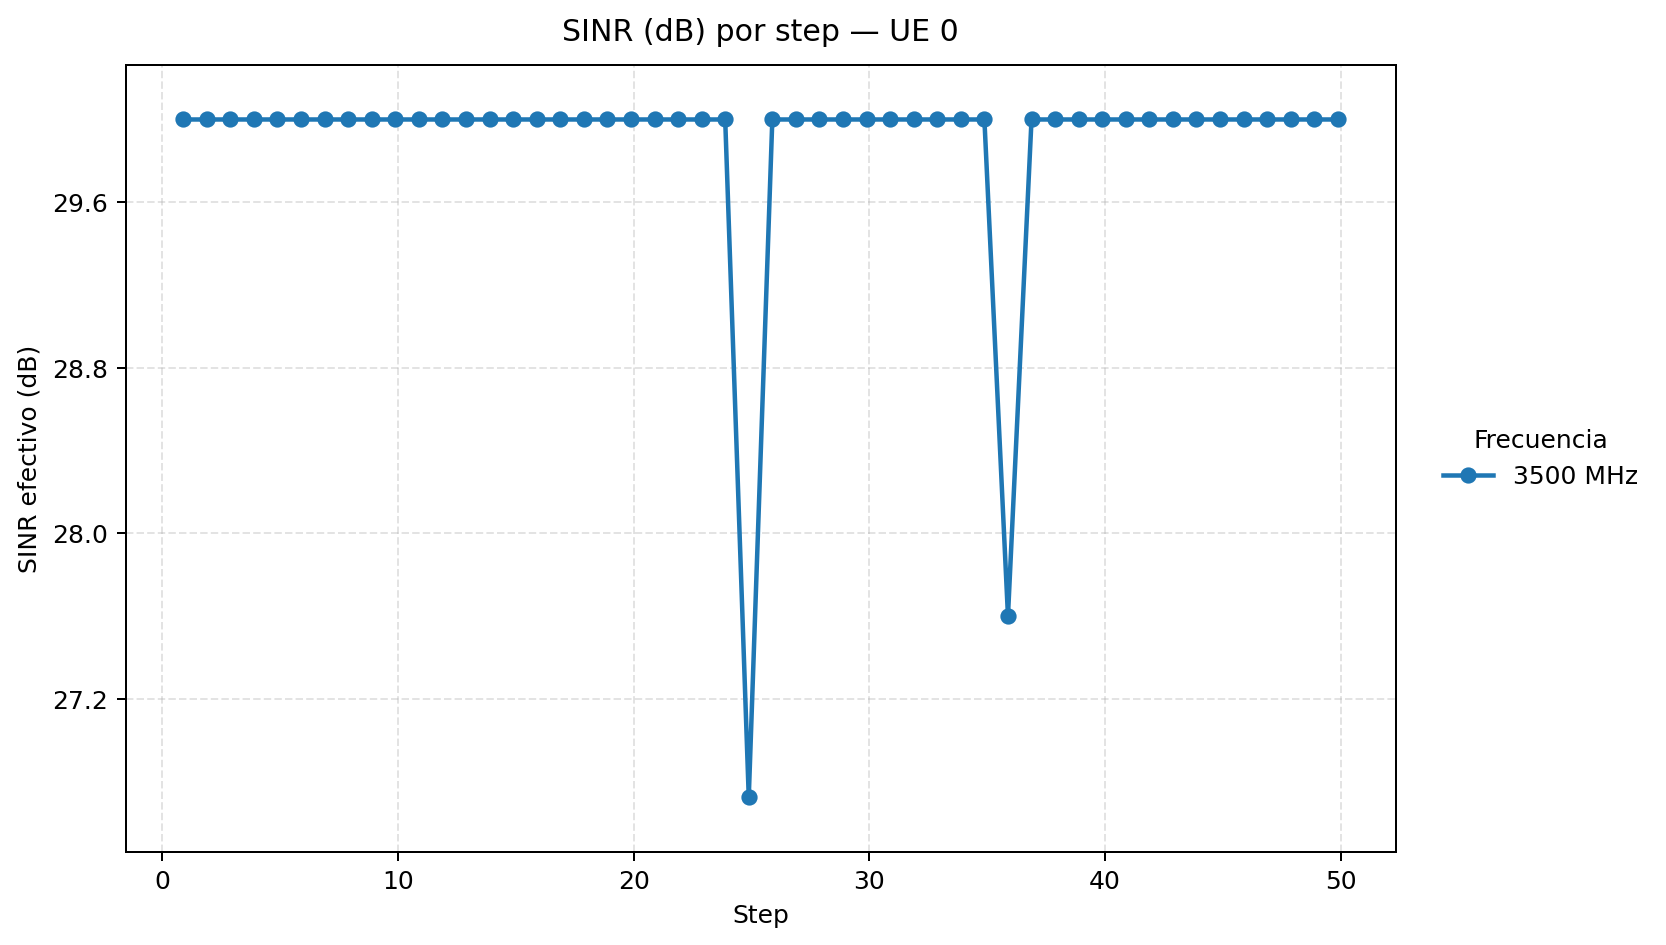 SINR (dB) por step — UE 0
29.6
28.8
28.0
27.2
SINR efectivo (dB)
0 10 20 30 40 50
Step
Frecuencia
3500 MHz